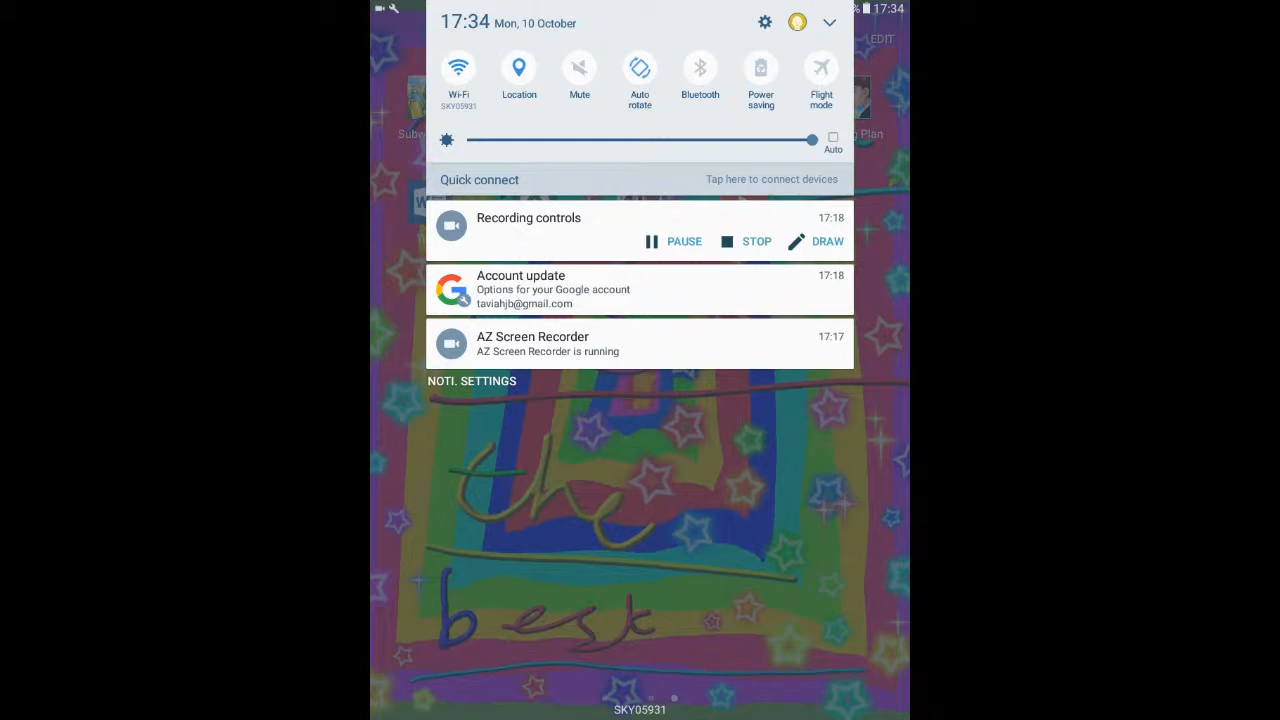 17:34
17:34 Mon, 10 October
EDIT
Wi-Fi
SKY05931
Location
Mute
Auto rotate
Bluetooth
Power saving
Flight mode
Auto
Quick connect
Tap here to connect devices
Recording controls
17:18
PAUSE
STOP
DRAW
Account update
17:18
Options for your Google account
taviahjb@gmail.com
AZ Screen Recorder
17:17
AZ Screen Recorder is running
NOTI. SETTINGS
the
best
SKY05931